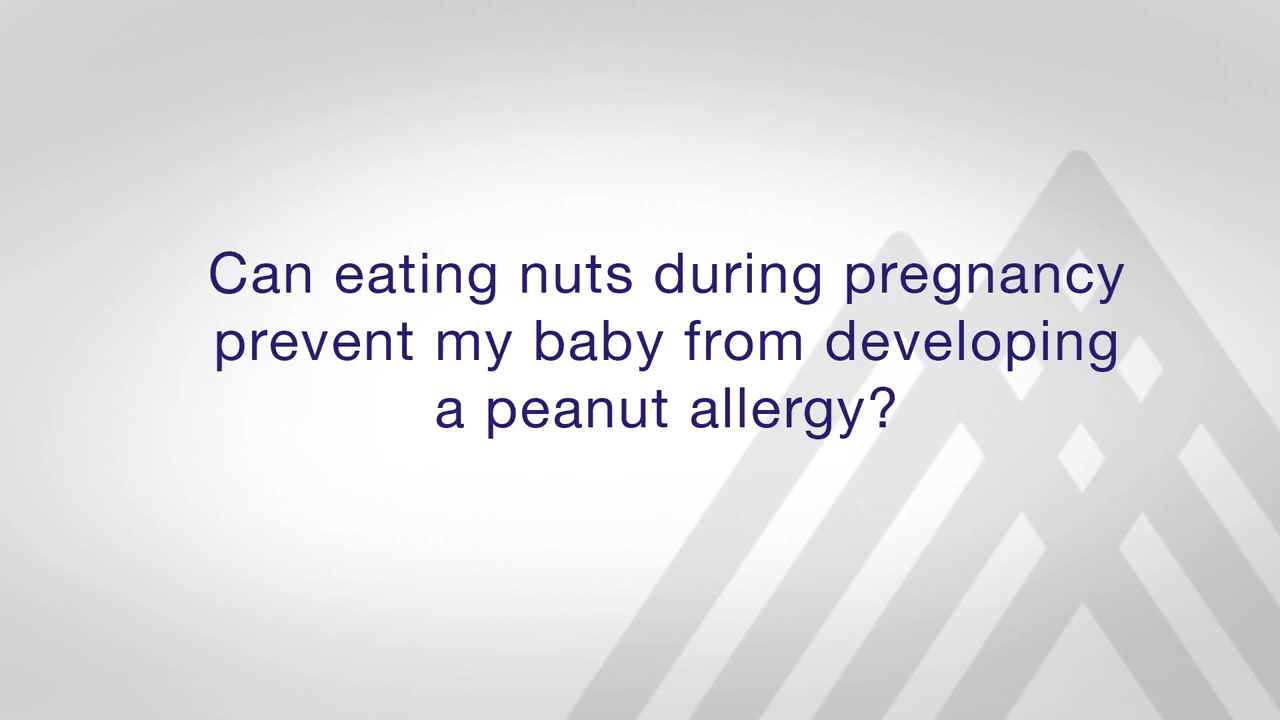 Can eating nuts during pregnancy
prevent my baby from developing
a peanut allergy?